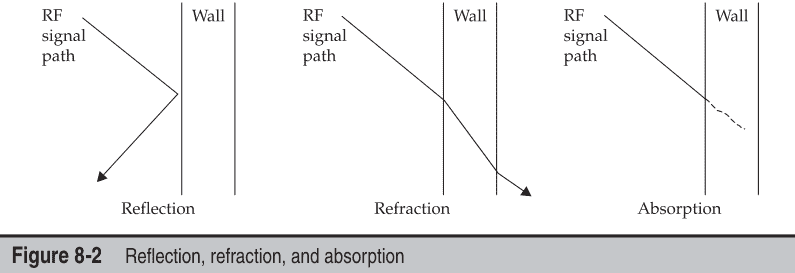 RF
signal
path
Wall
Reflection
RF
signal
path
Wall
Refraction
RF
signal
path
Wall
Absorption
Figure 8-2 Reflection, refraction, and absorption